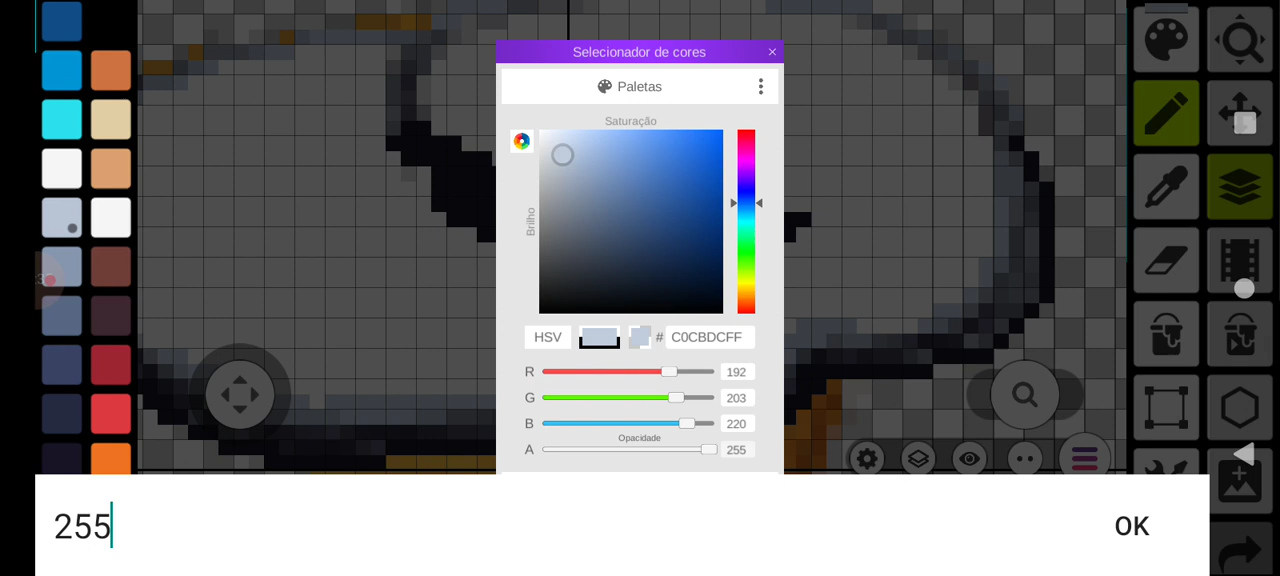 Selecionador de cores
Paletas
Saturação
Brilho
HSV
# C0CBDCFF
R 192
G 203
B 220
Opacidade
A 255
255
OK